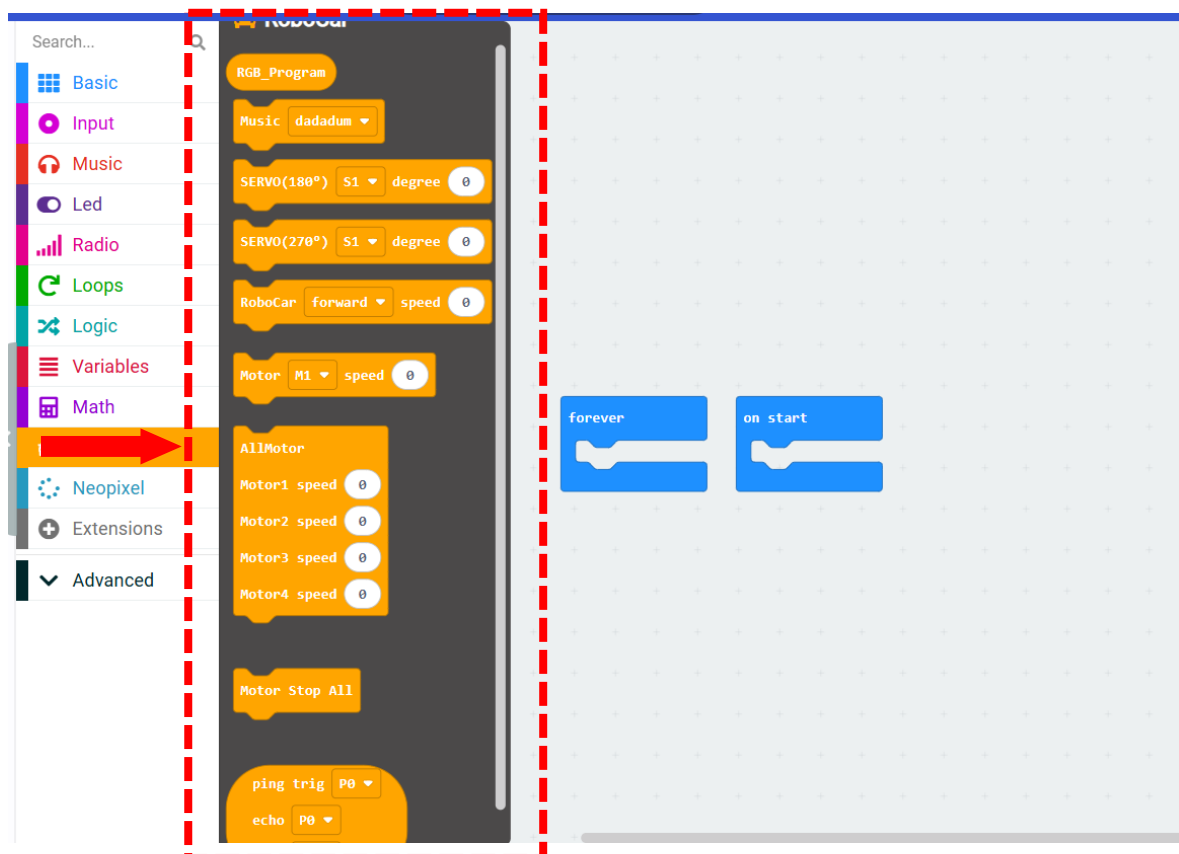 Search...
Basic
Input
Music
Led
Radio
Loops
Logic
Variables
Math
Neopixel
Extensions
Advanced
RoboCar
RGB_Program
Music dadadum
SERVO(180°) S1 degree 0
SERVO(270°) S1 degree 0
RoboCar forward speed 0
Motor M1 speed 0
AllMotor
Motor1 speed 0
Motor2 speed 0
Motor3 speed 0
Motor4 speed 0
Motor Stop All
ping trig P0
echo P0
forever
on start